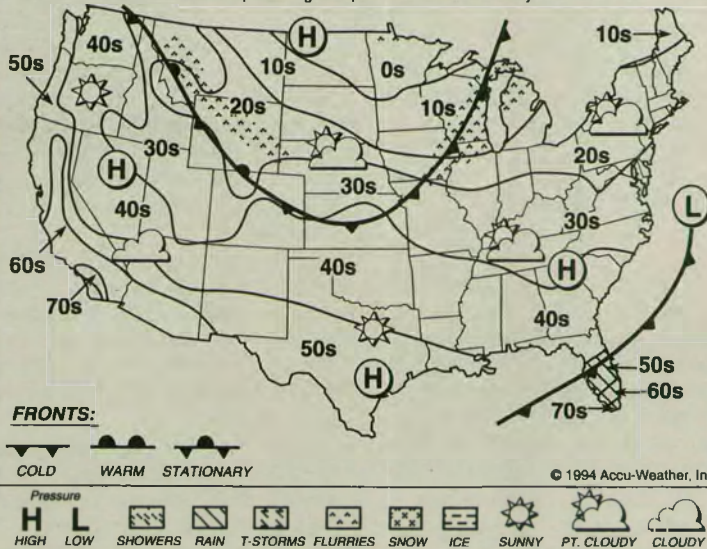 H
10s
40s
10s
0s
50s
10s
20s
20s
30s
H
30s
L
40s
30s
H
60s
40s
70s
40s
50s
50s
H
60s
70s
FRONTS:
COLD WARM STATIONARY
© 1994 Accu-Weather, In
Pressure
H L
HIGH LOW SHOWERS RAIN T-STORMS FLURRIES SNOW ICE SUNNY PT. CLOUDY CLOUDY